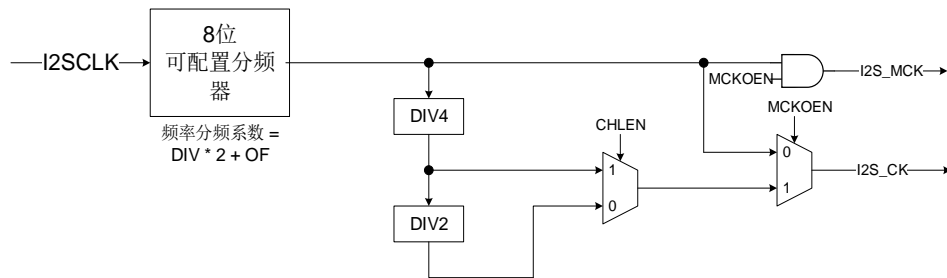 I2SCLK
8位
可配置分频
器
频率分频系数 =
DIV * 2 + OF
DIV4
DIV2
CHLEN
1
0
MCKOEN
I2S_MCK
MCKOEN
0
1
I2S_CK